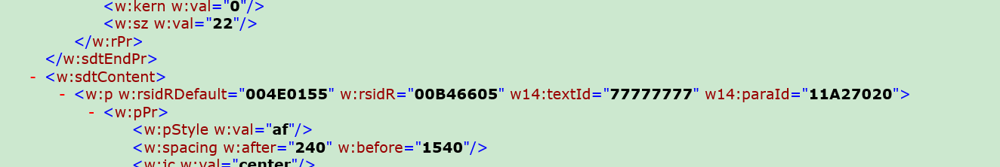 <w:kern w:val="0"/>
<w:sz w:val="22"/>
</w:rPr>
</w:sdtEndPr>
- <w:sdtContent>
- <w:p w:rsidRDefault="004E0155" w:rsidR="00B46605" w14:textId="77777777" w14:paraId="11A27020">
- <w:pPr>
<w:pStyle w:val="af"/>
<w:spacing w:after="240" w:before="1540"/>
<w:jc w:val="center"/>